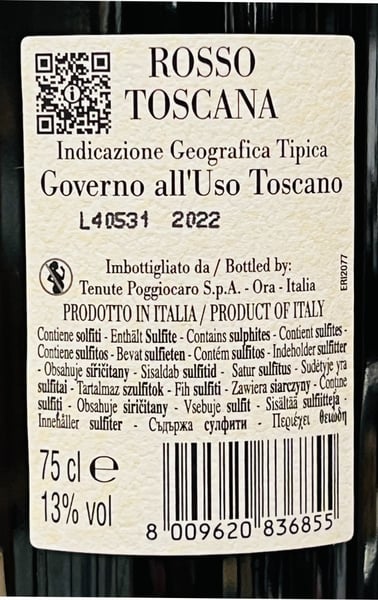 ROSSO
TOSCANA
Indicazione Geografica Tipica
Governo all'Uso Toscano
L40531 2022
Imbottigliato da / Bottled by:
Tenute Poggiocaro S.p.A. - Ora - Italia
ERI2077
PRODOTTO IN ITALIA / PRODUCT OF ITALY
Contiene solfiti - Enthält Sulfite - Contains sulphites - Contient sulfites -
Contiene sulfitos - Bevat sulfieten - Contém sulfitos - Indeholder sulfitter
- Obsahuje siřičitany - Sisaldab sulfitid - Satur sulfitus - Sudėtyje yra
sulfitai - Tartalmaz szulfitok - Fih sulfiti - Zawiera siarczyny - Conține
sulfiți - Obsahuje siričitany - Vsebuje sulfit - Sisältää sulfiitteja -
Innehåller sulfiter - Съдържа сулфити - Περιέχει θειώδη
75 cl e
13% vol
8 009620 836855